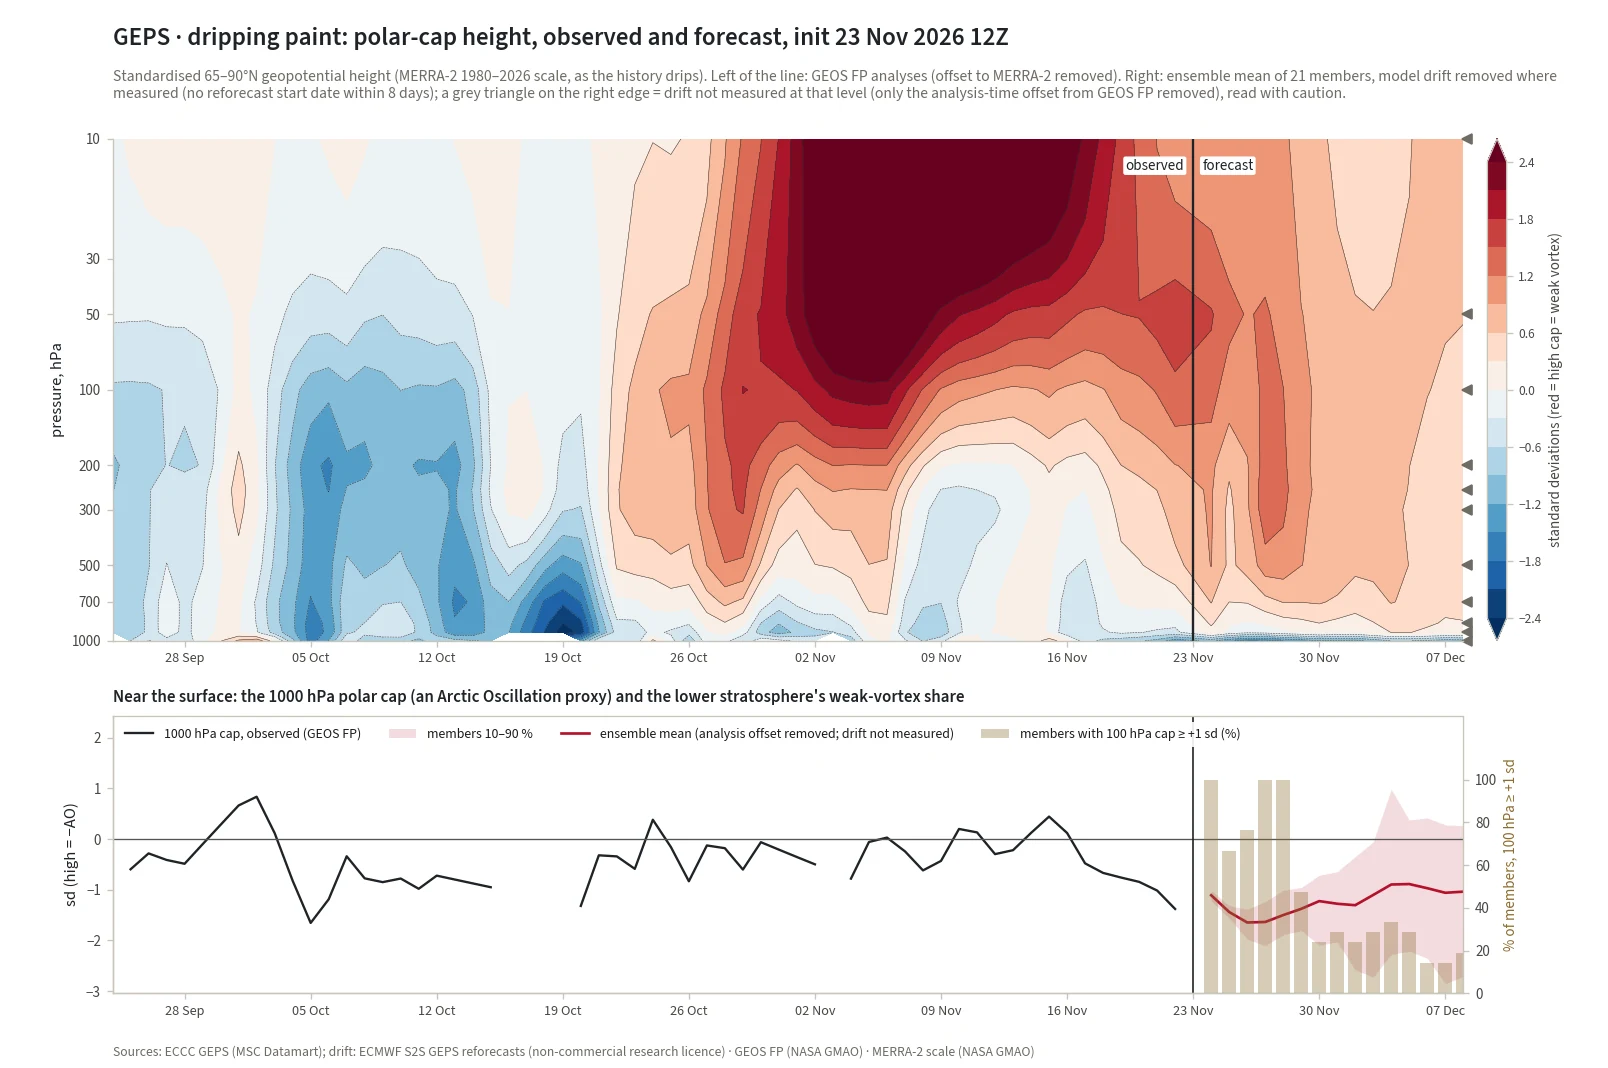 GEPS · dripping paint: polar-cap height, observed and forecast, init 23 Nov 2026 12Z
Standardised 65–90°N geopotential height (MERRA-2 1980–2026 scale, as the history drips). Left of the line: GEOS FP analyses (offset to MERRA-2 removed). Right: ensemble mean of 21 members, model drift removed where
measured (no reforecast start date within 8 days); a grey triangle on the right edge = drift not measured at that level (only the analysis-time offset from GEOS FP removed), read with caution.
pressure, hPa
10
30
50
100
200
300
500
700
1000
observed
forecast
28 Sep
05 Oct
12 Oct
19 Oct
26 Oct
02 Nov
09 Nov
16 Nov
23 Nov
30 Nov
07 Dec
2.4
1.8
1.2
0.6
0.0
−0.6
−1.2
−1.8
−2.4
standard deviations (red = high cap = weak vortex)
Near the surface: the 1000 hPa polar cap (an Arctic Oscillation proxy) and the lower stratosphere's weak-vortex share
1000 hPa cap, observed (GEOS FP)
members 10–90 %
ensemble mean (analysis offset removed; drift not measured)
members with 100 hPa cap ≥ +1 sd (%)
sd (high = −AO)
2
1
0
−1
−2
−3
100
80
60
40
20
0
% of members, 100 hPa ≥ +1 sd
28 Sep
05 Oct
12 Oct
19 Oct
26 Oct
02 Nov
09 Nov
16 Nov
23 Nov
30 Nov
07 Dec
Sources: ECCC GEPS (MSC Datamart); drift: ECMWF S2S GEPS reforecasts (non-commercial research licence) · GEOS FP (NASA GMAO) · MERRA-2 scale (NASA GMAO)